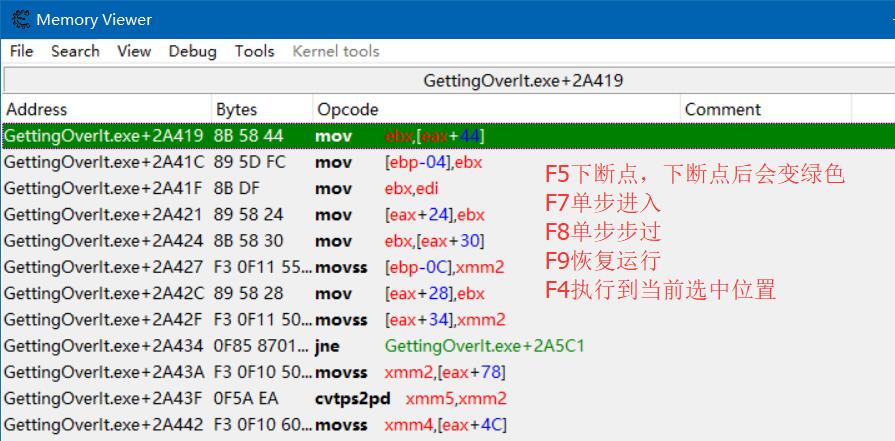 Memory Viewer
File Search View Debug Tools Kernel tools
GettingOverIt.exe+2A419
Address Bytes Opcode Comment
GettingOverIt.exe+2A419 8B 58 44 mov ebx,[eax+44]
GettingOverIt.exe+2A41C 89 5D FC mov [ebp-04],ebx
GettingOverIt.exe+2A41F 8B DF mov ebx,edi
GettingOverIt.exe+2A421 89 58 24 mov [eax+24],ebx
GettingOverIt.exe+2A424 8B 58 30 mov ebx,[eax+30]
GettingOverIt.exe+2A427 F3 0F11 55... movss [ebp-0C],xmm2
GettingOverIt.exe+2A42C 89 58 28 mov [eax+28],ebx
GettingOverIt.exe+2A42F F3 0F11 50... movss [eax+34],xmm2
GettingOverIt.exe+2A434 0F85 8701... jne GettingOverIt.exe+2A5C1
GettingOverIt.exe+2A43A F3 0F10 50... movss xmm2,[eax+78]
GettingOverIt.exe+2A43F 0F5A EA cvtps2pd xmm5,xmm2
GettingOverIt.exe+2A442 F3 0F10 60... movss xmm4,[eax+4C]
F5下断点，下断点后会变绿色
F7单步进入
F8单步步过
F9恢复运行
F4执行到当前选中位置